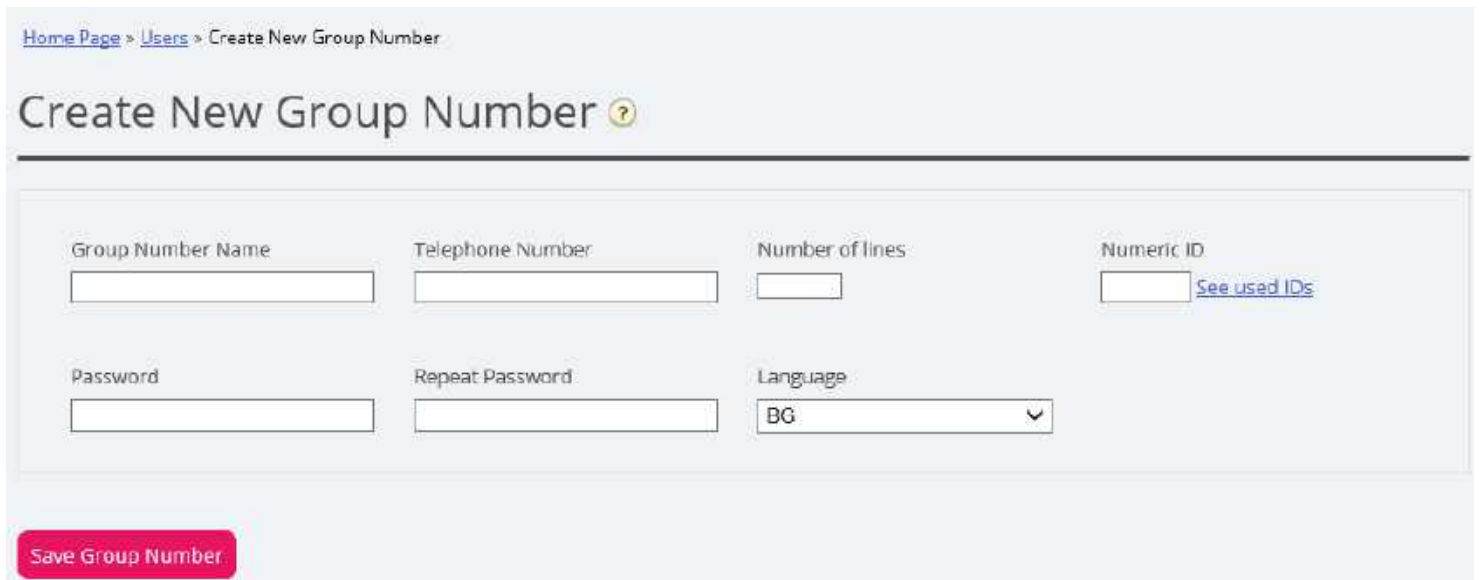 Home Page » Users » Create New Group Number
Create New Group Number ?
Group Number Name Telephone Number Number of lines Numeric ID
See used IDs
Password Repeat Password Language
BG
Save Group Number